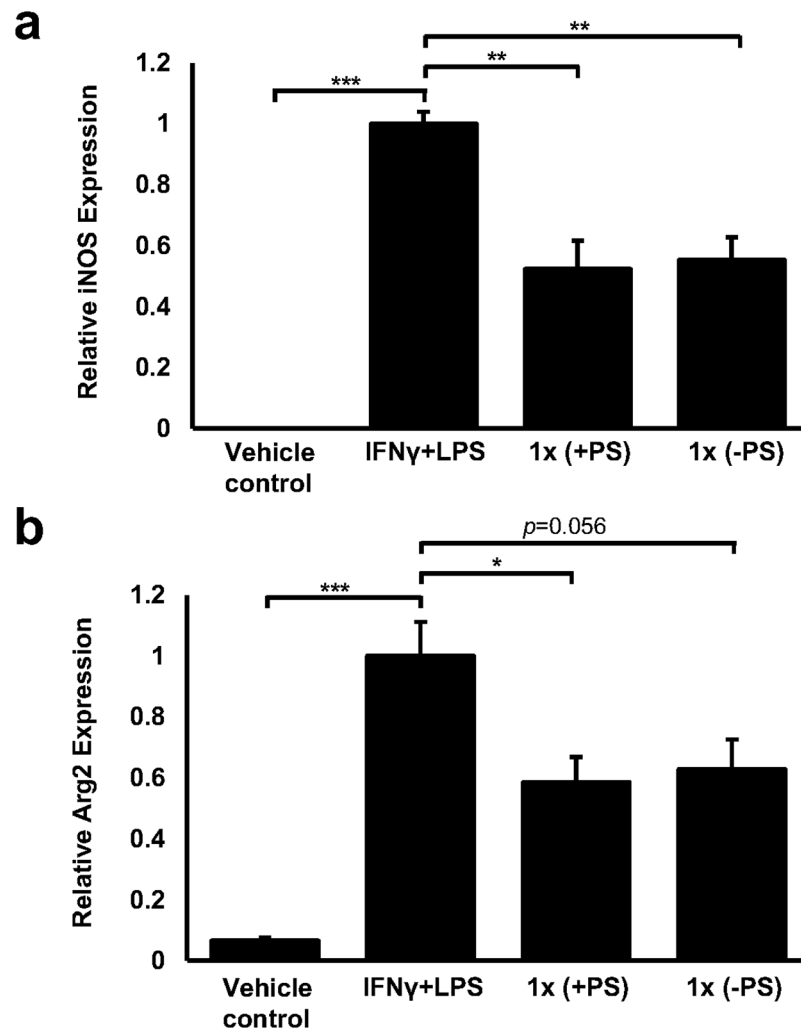 a
**
**
***
1.2
1
0.8
0.6
0.4
0.2
0
Relative iNOS Expression
Vehicle control
IFNγ+LPS
1x (+PS)
1x (-PS)
b
p=0.056
*
***
1.2
1
0.8
0.6
0.4
0.2
0
Relative Arg2 Expression
Vehicle control
IFNγ+LPS
1x (+PS)
1x (-PS)